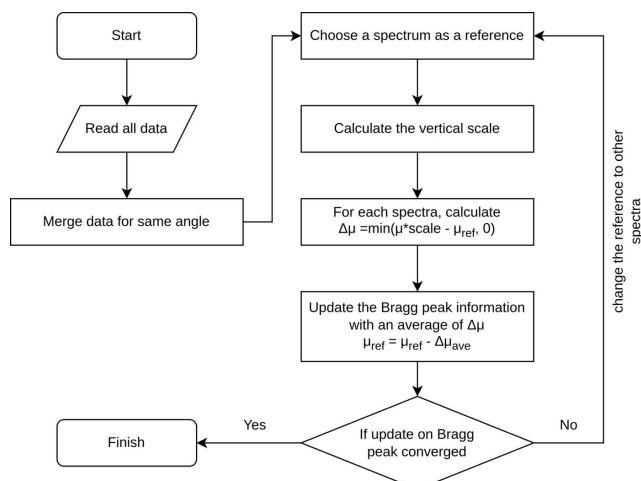 Start
Read all data
Merge data for same angle
Choose a spectrum as a reference
Calculate the vertical scale
For each spectra, calculate
Δμ =min(μ*scale - μref, 0)
Update the Bragg peak information
with an average of Δμ
μref = μref - Δμave
If update on Bragg
peak converged
Yes
Finish
No
change the reference to other
spectra